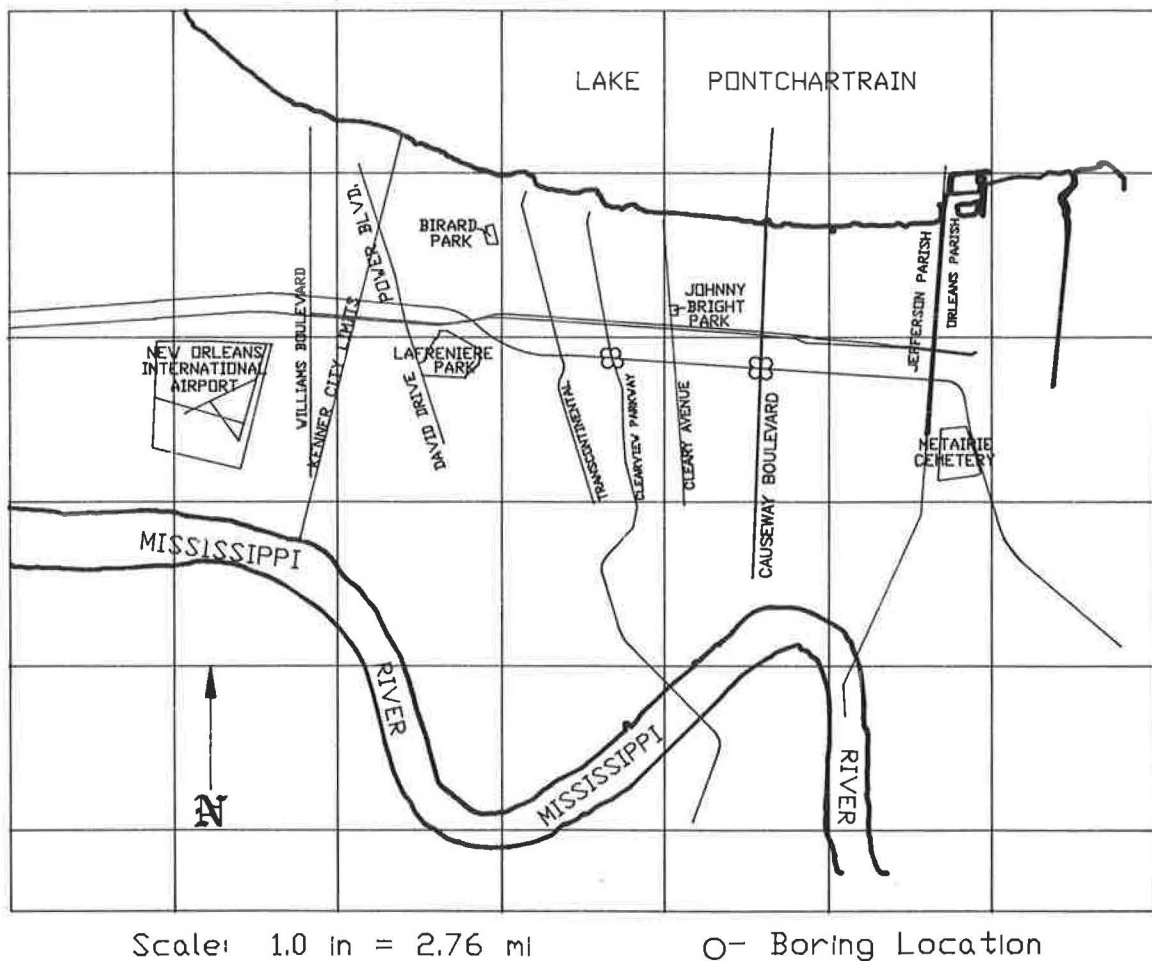 LAKE PONTCHARTRAIN
POWER BLVD.
BIRARD
PARK
WILLIAMS BOULEVARD
KENNER CITY LIMITS
JOHNNY
BRIGHT
PARK
JEFFERSON PARISH
ORLEANS PARISH
NEW ORLEANS
INTERNATIONAL
AIRPORT
LAFRENIERE
PARK
DAVID DRIVE
TRANSCONTINENTAL
CLEARVIEW PARKWAY
CLEARY AVENUE
CAUSEWAY BOULEVARD
METAIRIE
CEMETERY
MISSISSIPPI
RIVER
MISSISSIPPI
RIVER
N
Scale: 1.0 in = 2.76 mi
O- Boring Location